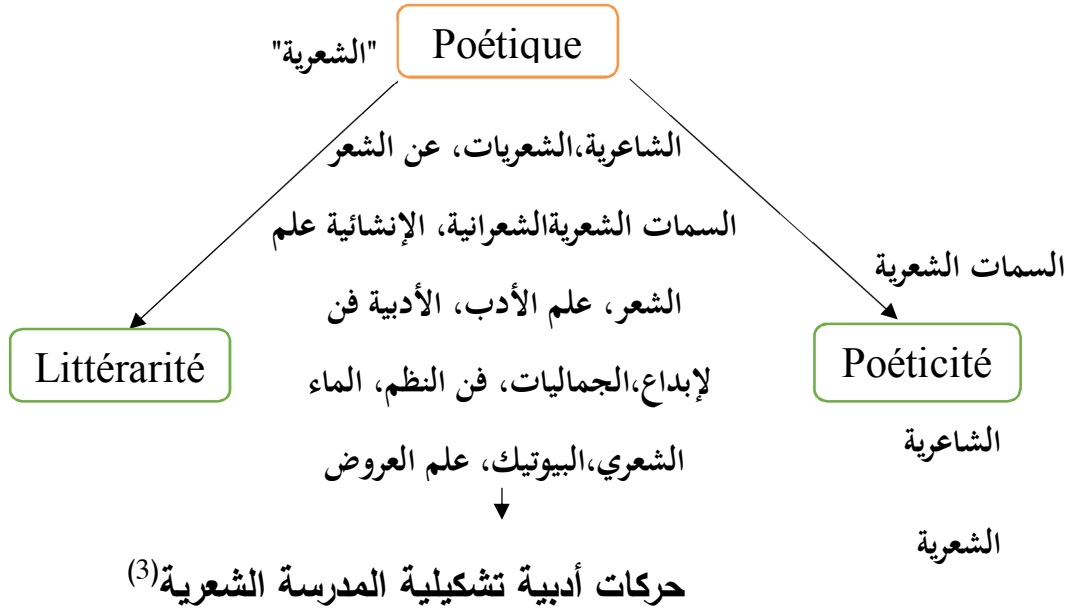 Poétique
"الشعرية"
الشاعرية،الشعريات، عن الشعر
السمات الشعريةالشعرانية، الإنشائية علم
السمات الشعرية
الشعر، علم الأدب، الأدبية فن
Littérarité
Poéticité
لإبداع،الجماليات، فن النظم، الماء
الشاعرية
الشعري،البيوتيك، علم العروض
الشعرية
حركات أدبية تشكيلية المدرسة الشعرية(3)